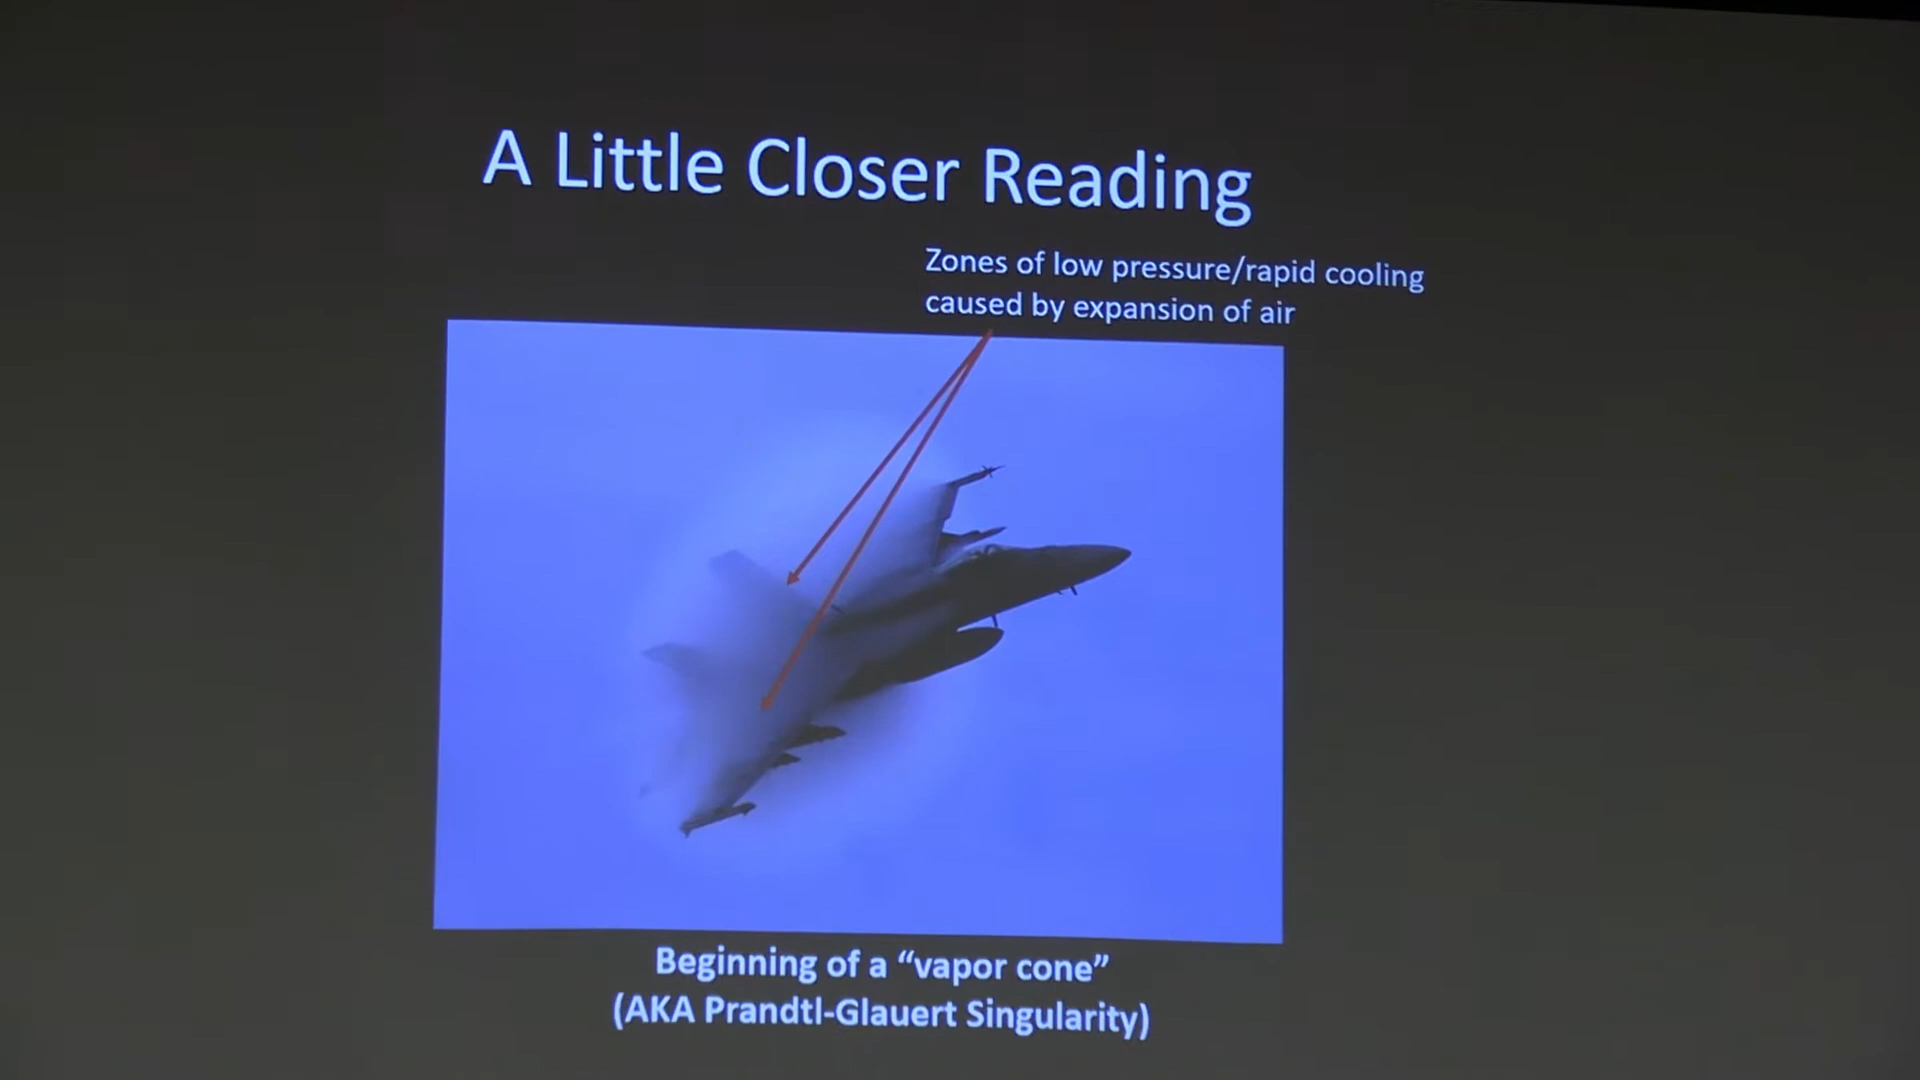 A Little Closer Reading
Zones of low pressure/rapid cooling
caused by expansion of air
Beginning of a “vapor cone”
(AKA Prandtl-Glauert Singularity)